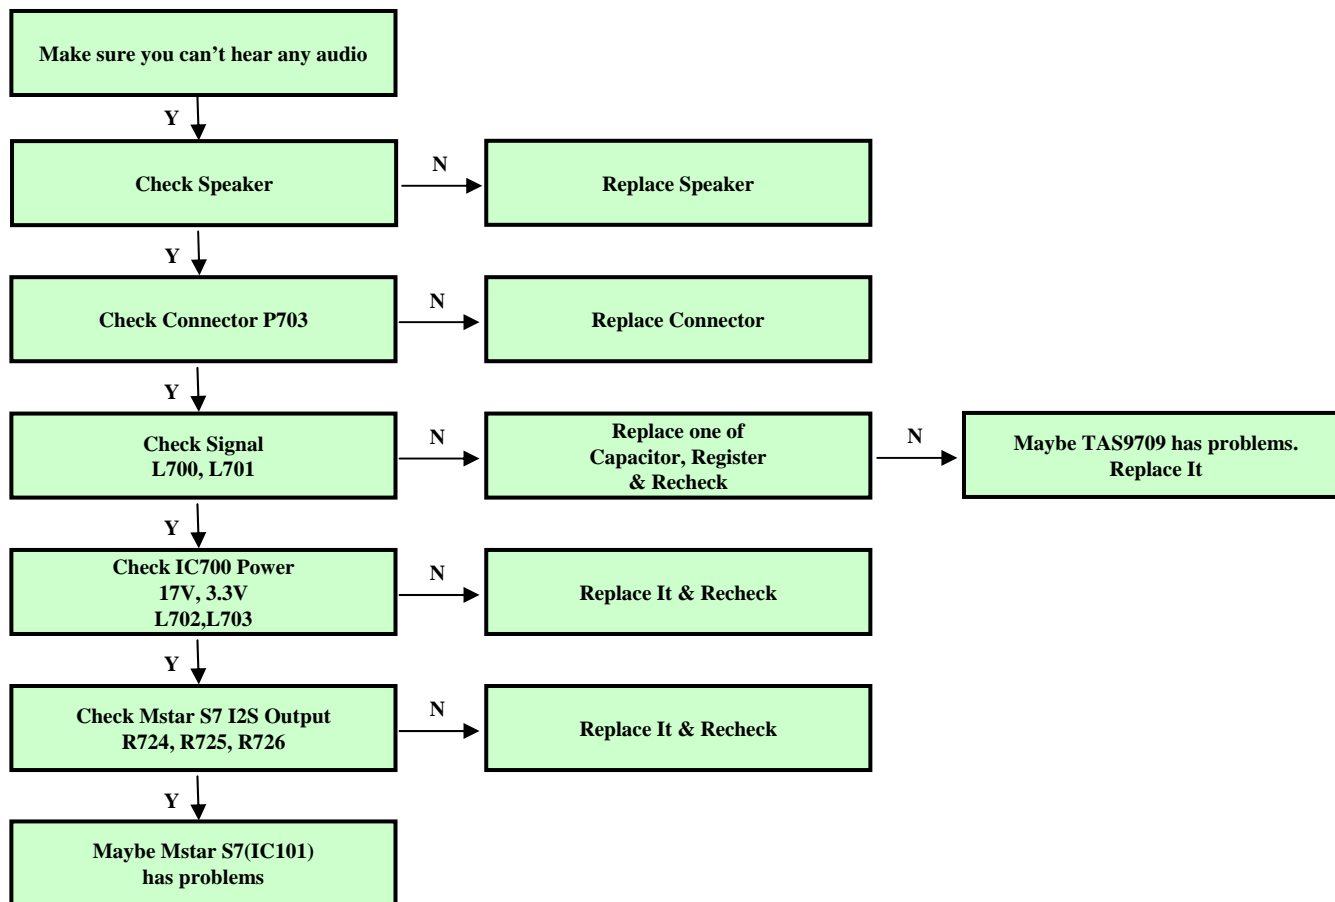 Make sure you can’t hear any audio
Y
Check Speaker
N
Replace Speaker
Y
Check Connector P703
N
Replace Connector
Y
Check Signal
L700, L701
N
Replace one of
Capacitor, Register
& Recheck
N
Maybe TAS9709 has problems.
Replace It
Y
Check IC700 Power
17V, 3.3V
L702,L703
N
Replace It & Recheck
Y
Check Mstar S7 I2S Output
R724, R725, R726
N
Replace It & Recheck
Y
Maybe Mstar S7(IC101)
has problems